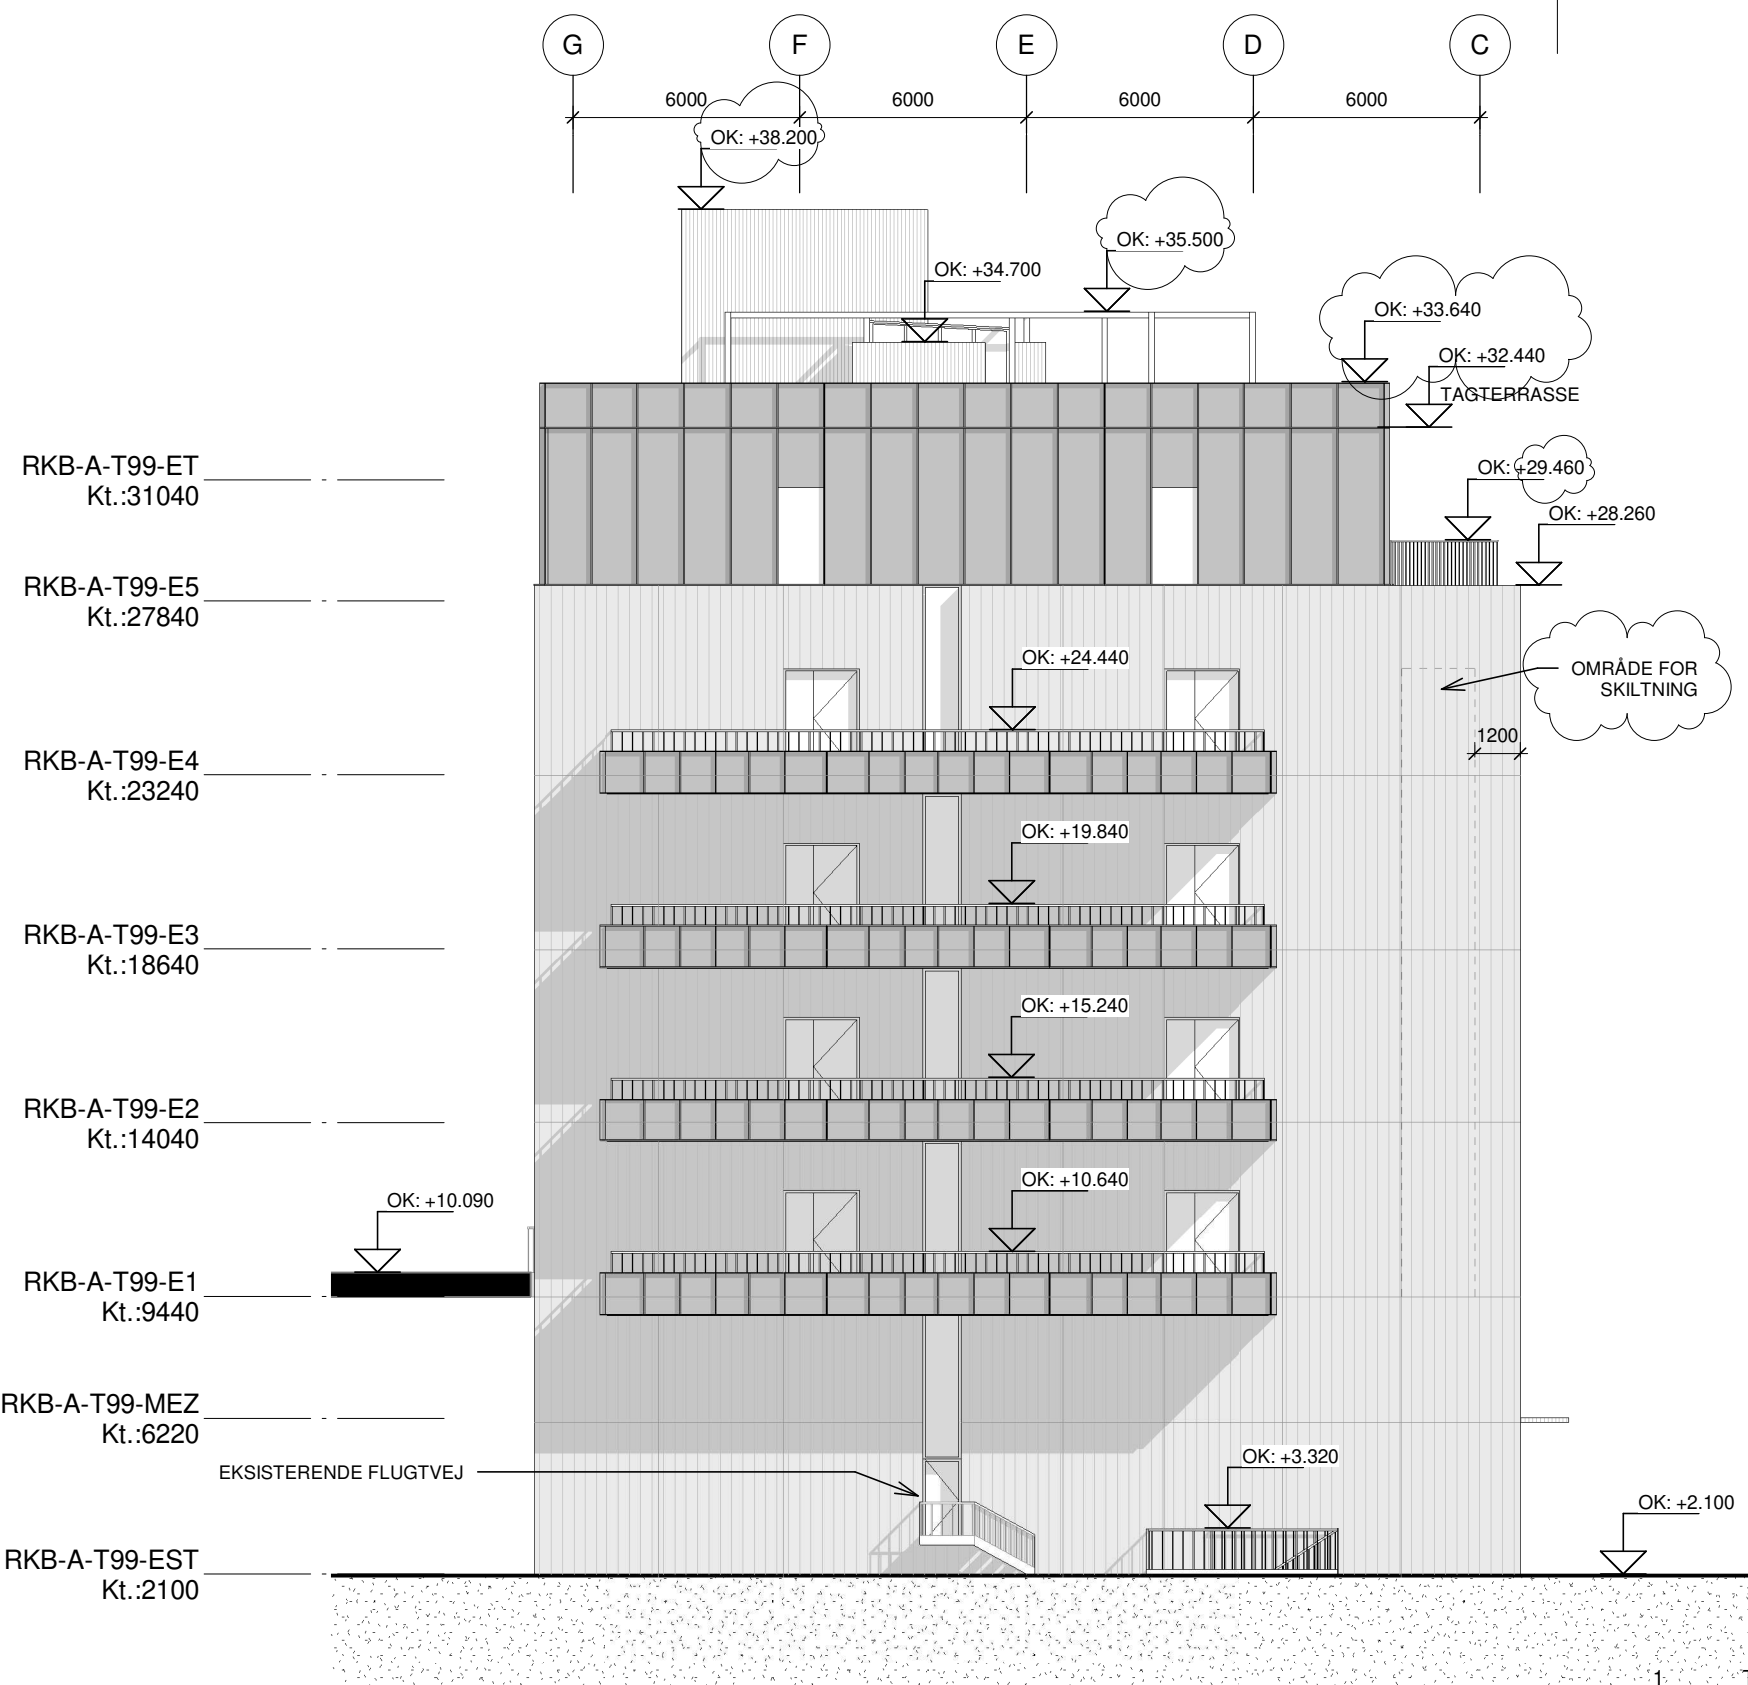 G F E D C
6000 6000 6000 6000
OK: +38.200
OK: +35.500
OK: +34.700
OK: +33.640
OK: +32.440
TAGTERRASSE
RKB-A-T99-ET
Kt.:31040
OK: +29.460
OK: +28.260
RKB-A-T99-E5
Kt.:27840
OK: +24.440
OMRÅDE FOR
SKILTNING
1200
RKB-A-T99-E4
Kt.:23240
OK: +19.840
RKB-A-T99-E3
Kt.:18640
OK: +15.240
RKB-A-T99-E2
Kt.:14040
OK: +10.640
OK: +10.090
RKB-A-T99-E1
Kt.:9440
RKB-A-T99-MEZ
Kt.:6220
OK: +3.320
EKSISTERENDE FLUGTVEJ
OK: +2.100
RKB-A-T99-EST
Kt.:2100
1